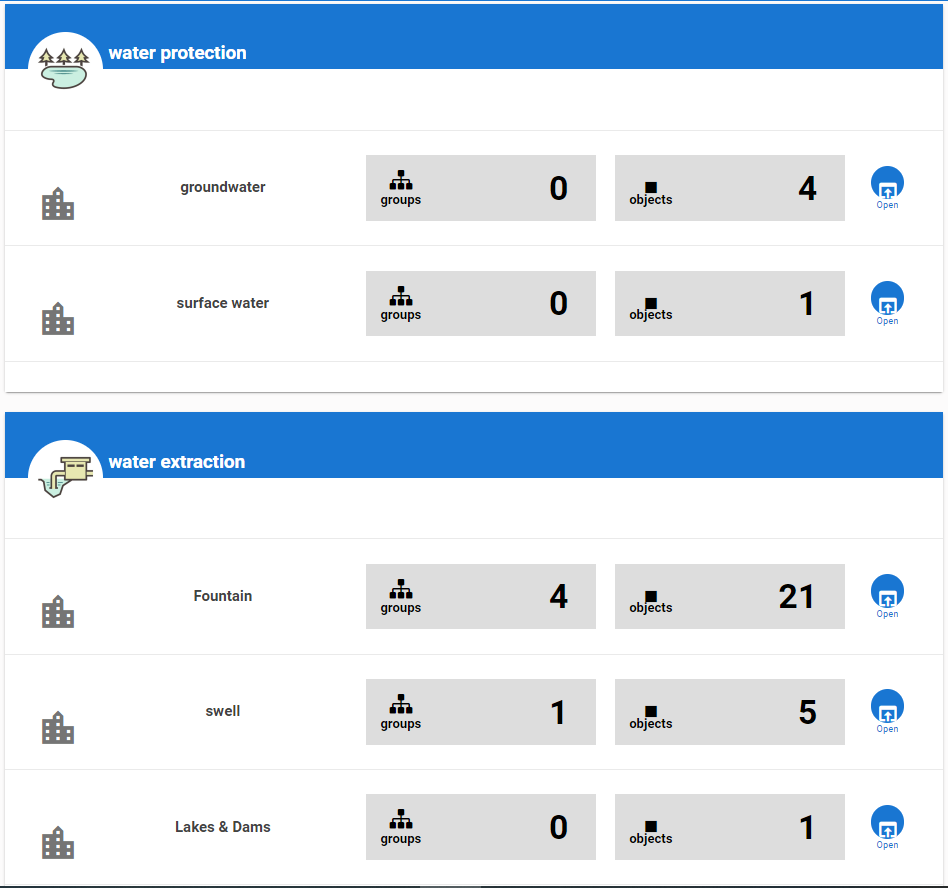 water protection
groundwater
groups
0
objects
4
Open
surface water
groups
0
objects
1
Open
water extraction
Fountain
groups
4
objects
21
Open
swell
groups
1
objects
5
Open
Lakes & Dams
groups
0
objects
1
Open